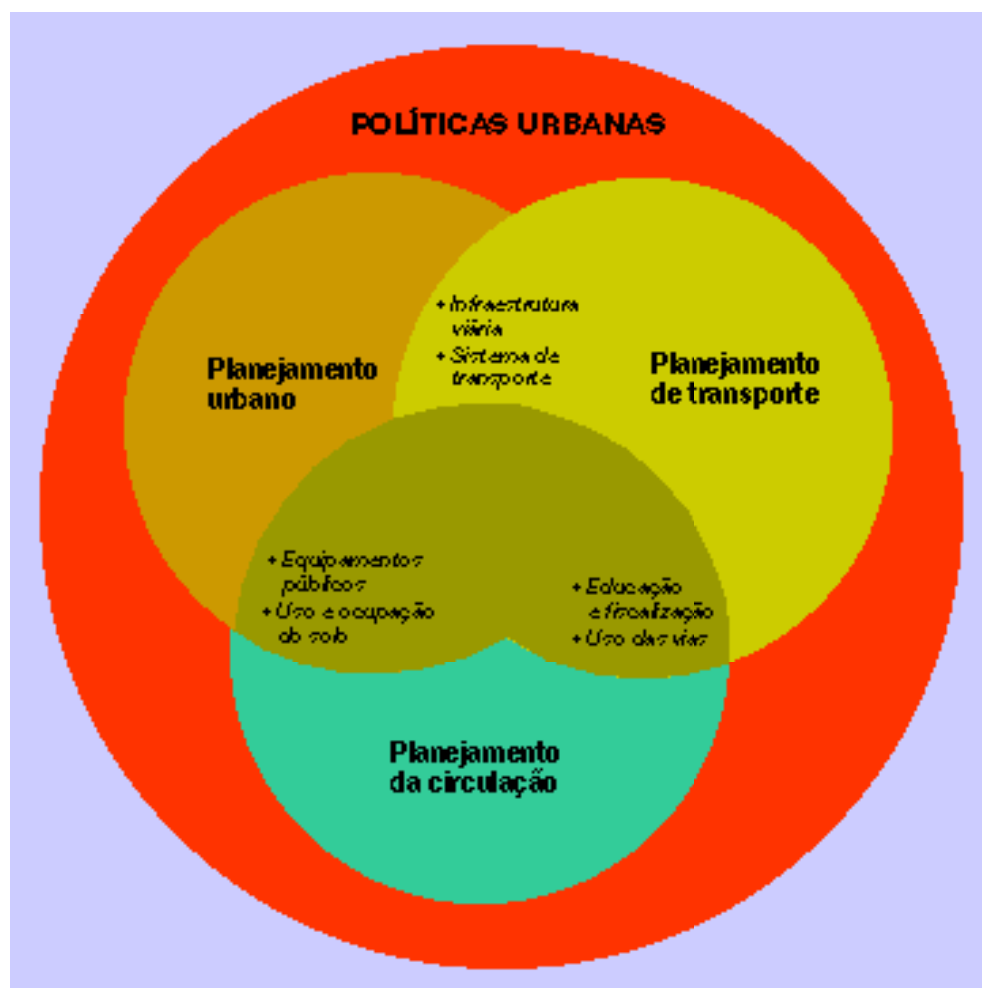 POLÍTICAS URBANAS
• Infraestrutura
viária
• Sistema de
transporte
Planejamento
urbano
Planejamento
de transporte
• Equipamentos
públicos
• Uso e ocupação
do solo
• Educação
e fiscalização
• Uso das vias
Planejamento
da circulação